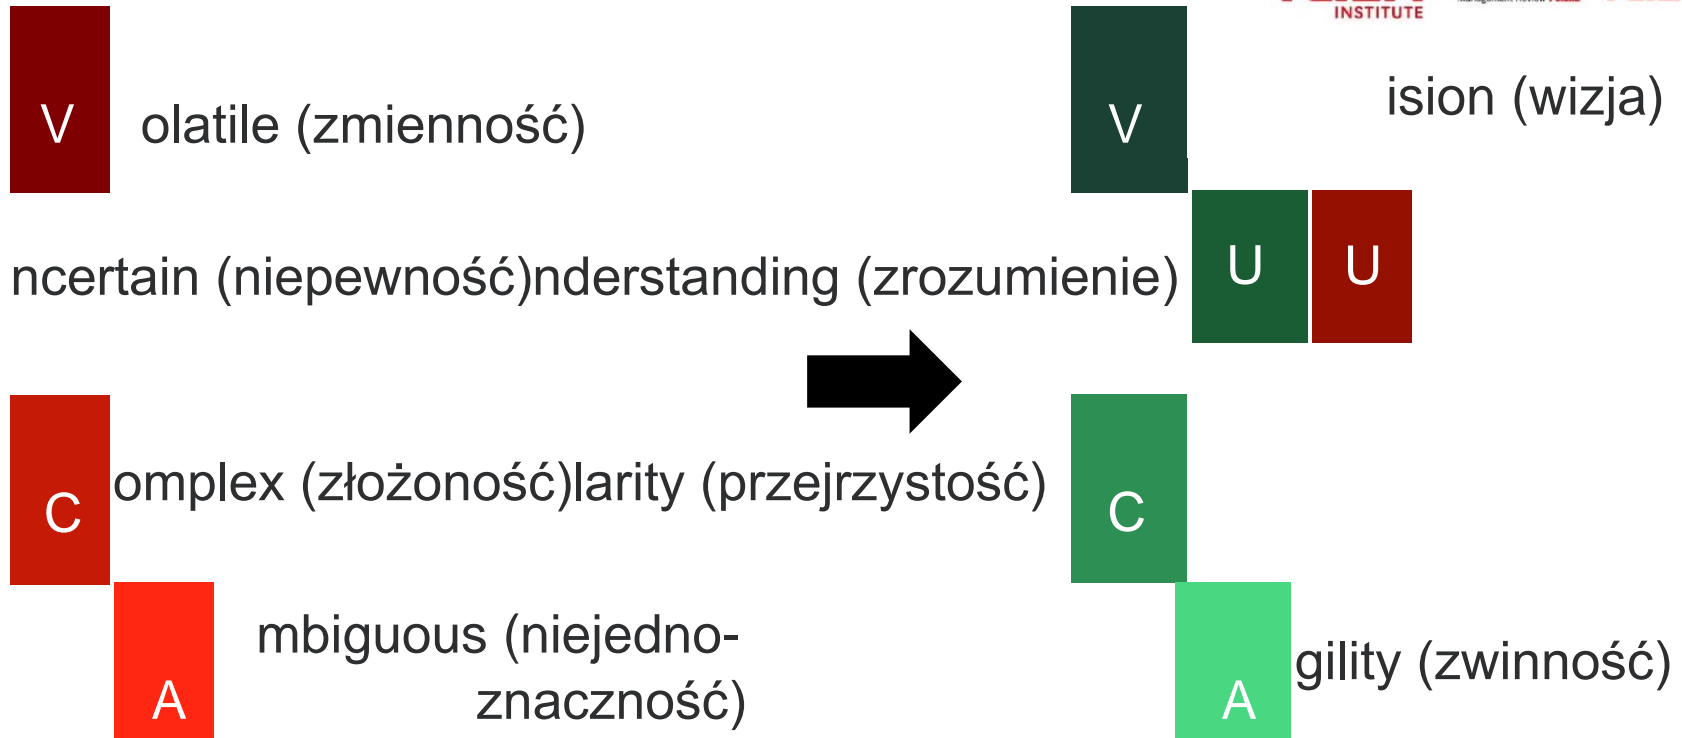 INSTITUTE
V olatile (zmienność)
V ision (wizja)
ncertain (niepewność)nderstanding (zrozumienie) U U
C omplex (złożoność)larity (przejrzystość) C
A mbiguous (niejedno-
znaczność)
A gility (zwinność)